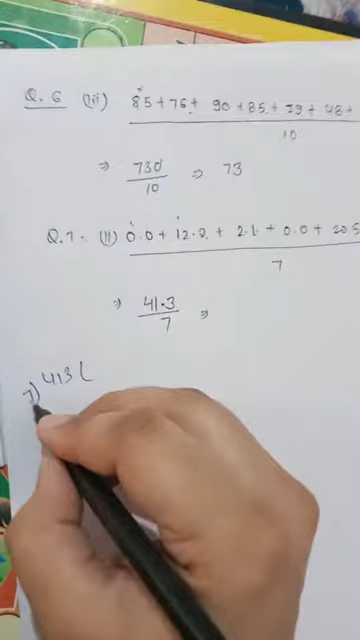 Q. 6 (iii) 85 + 76 + 90 + 85 + 39 + 48 +
10
⇒ 730 / 10 ⇒ 73
Q. 7. (ii) 0.0 + 12.2 + 2.1 + 0.0 + 20.5
7
⇒ 41.3 / 7 ⇒
7) 413 (